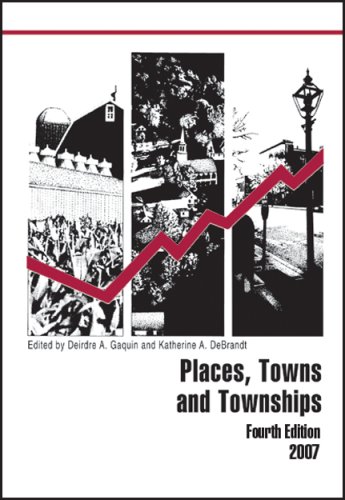 Edited by Deirdre A. Gaquin and Katherine A. DeBrandt
Places, Towns
and Townships
Fourth Edition
2007